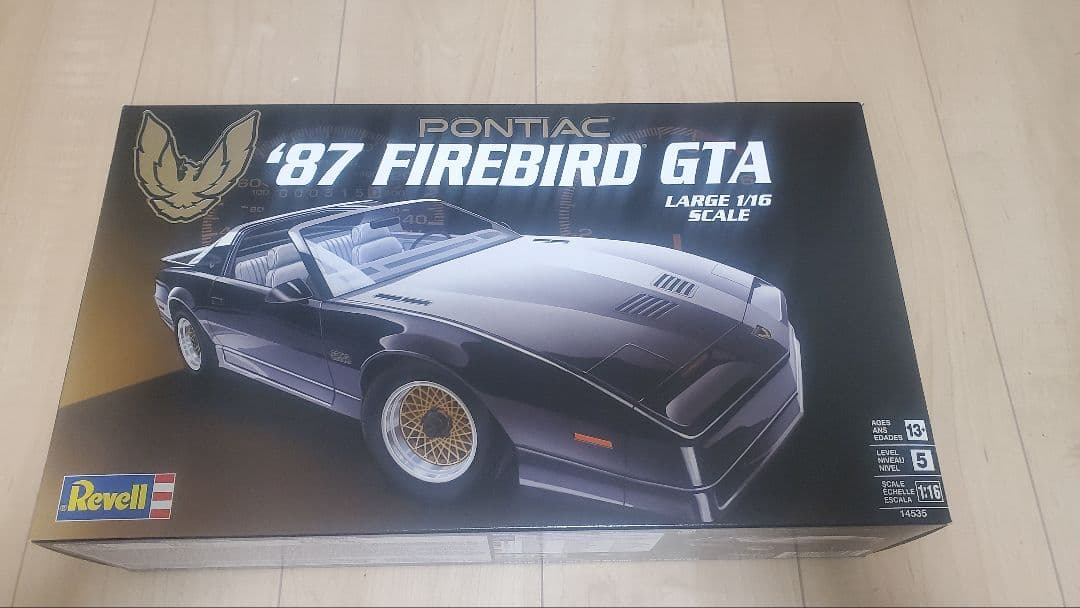 PONTIAC
'87 FIREBIRD GTA
LARGE 1/16
SCALE
Revell
AGES
ANS
EDADES
13+
LEVEL
NIVEAU
NIVEL
5
SCALE
ÉCHELLE
ESCALA
1:16
14535